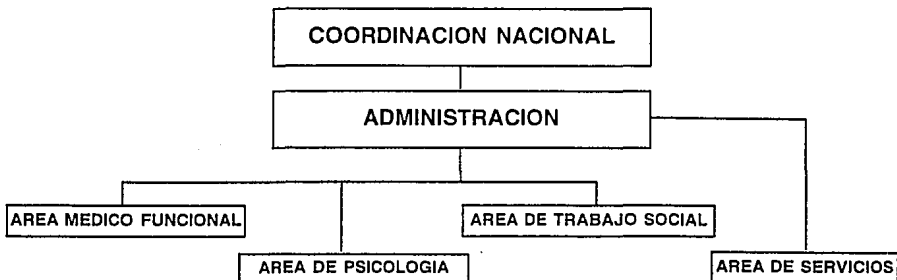 COORDINACION NACIONAL
ADMINISTRACION
AREA MEDICO FUNCIONAL
AREA DE TRABAJO SOCIAL
AREA DE PSICOLOGIA
AREA DE SERVICIOS